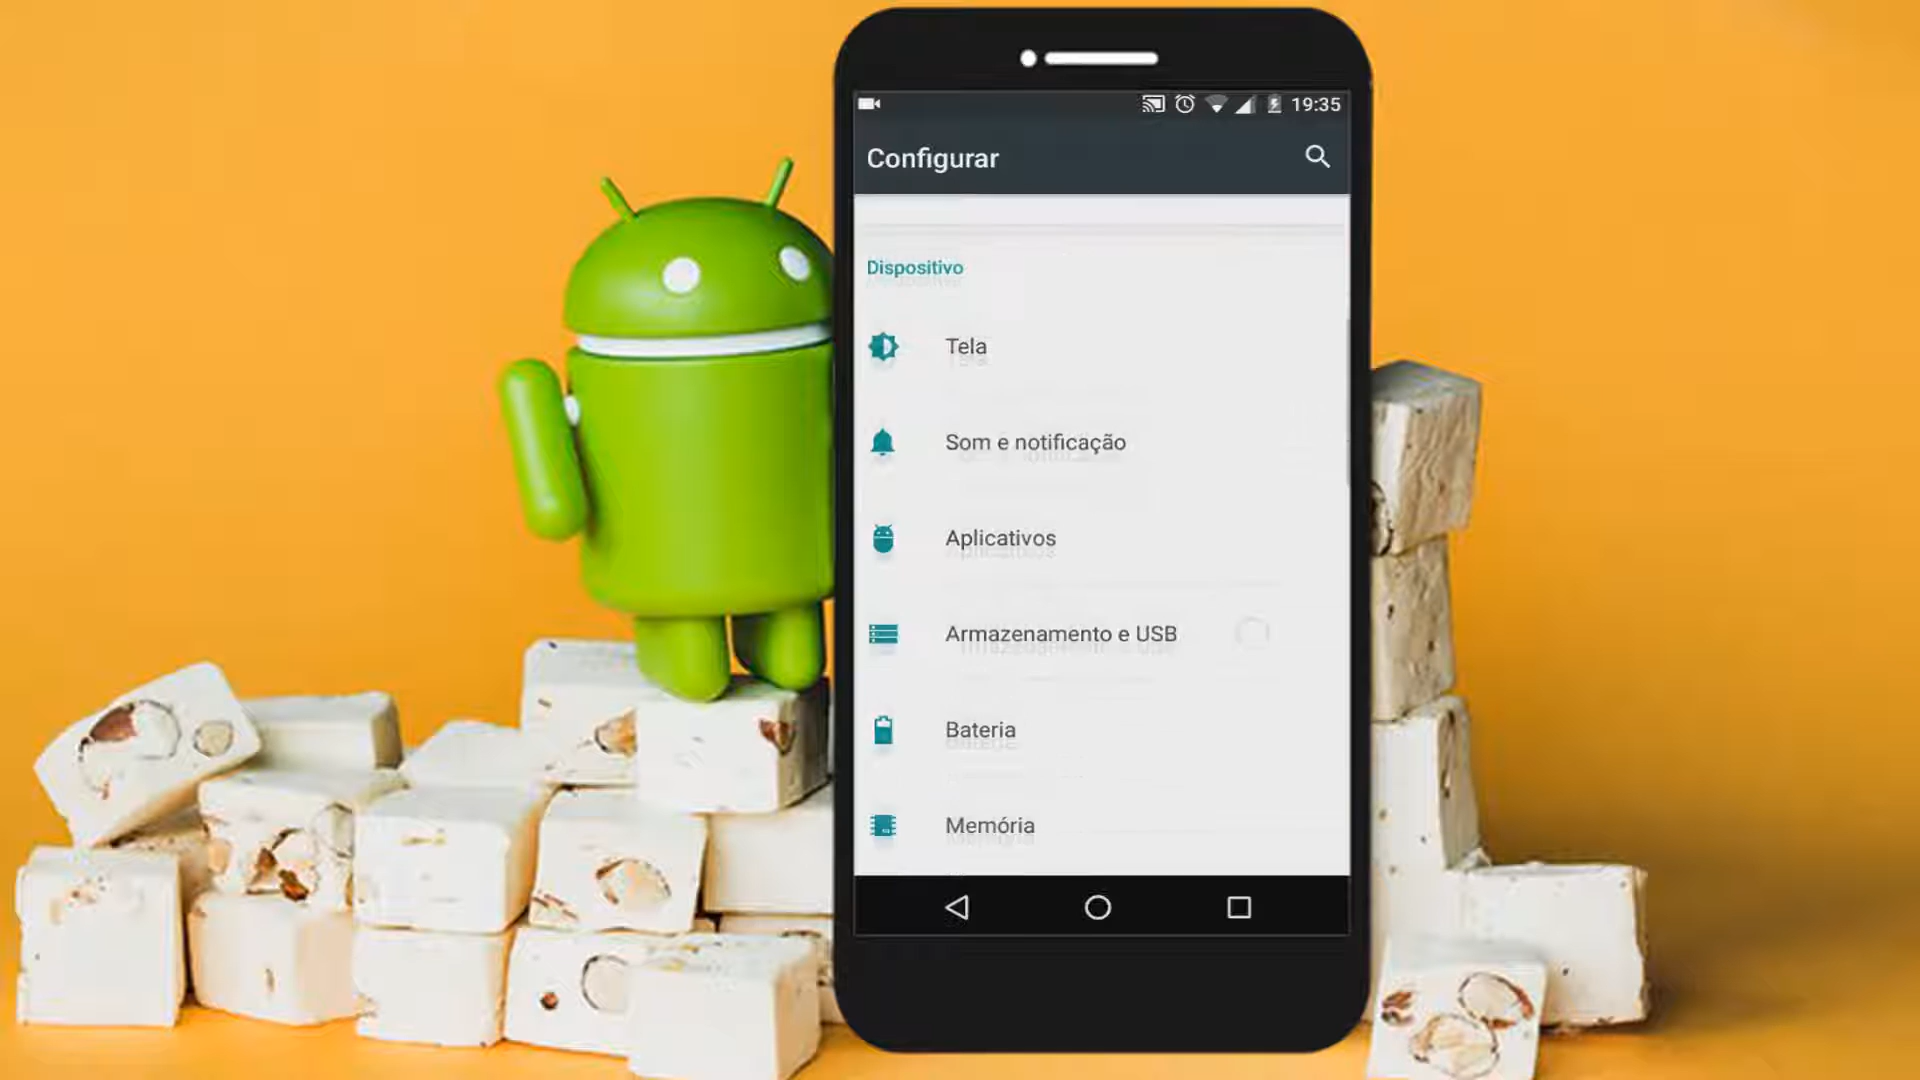 19:35
Configurar
Dispositivo
Tela
Som e notificação
Aplicativos
Armazenamento e USB
Bateria
Memória